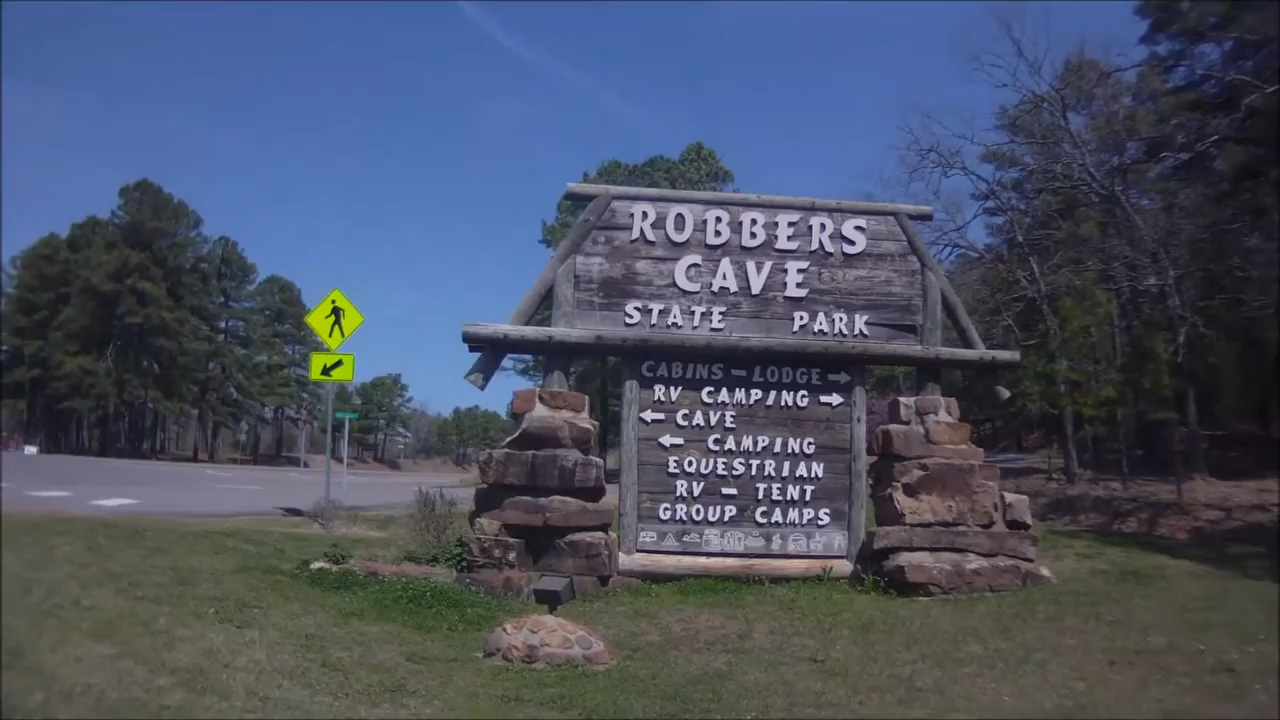 ROBBERS
CAVE
STATE PARK
CABINS - LODGE →
RV CAMPING →
← CAVE
← CAMPING
EQUESTRIAN
RV - TENT
GROUP CAMPS